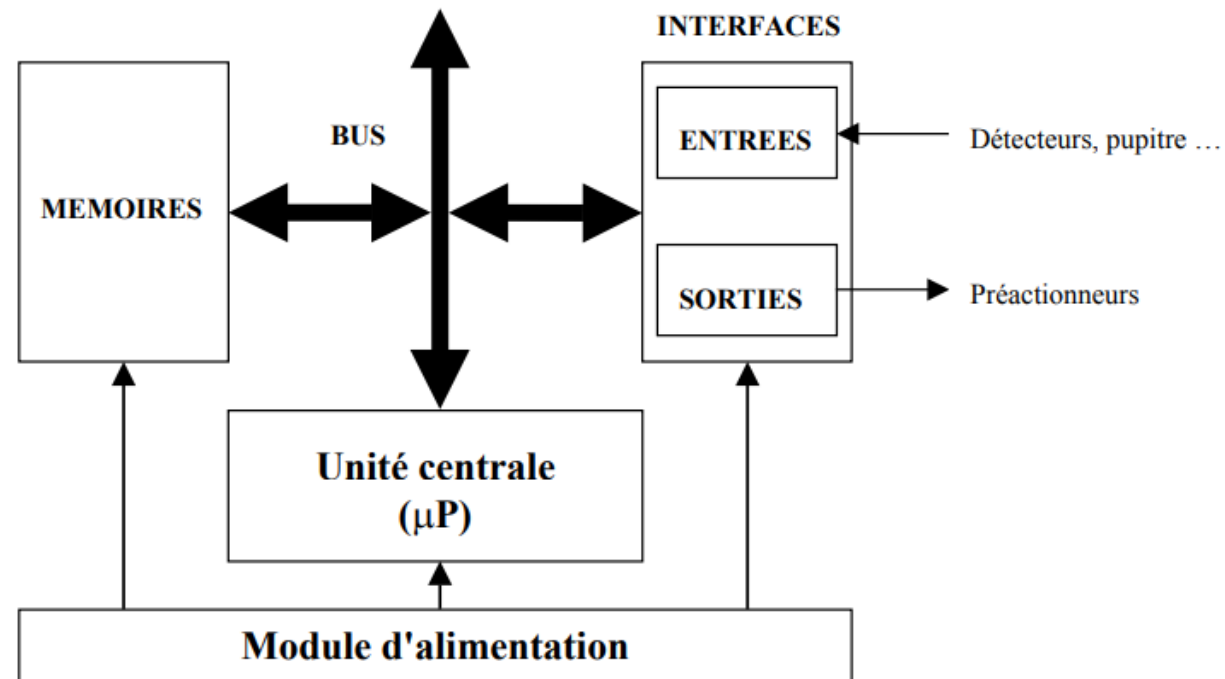 INTERFACES
BUS
ENTREES
Détecteurs, pupitre …
MEMOIRES
SORTIES
Préactionneurs
Unité centrale
(μP)
Module d'alimentation